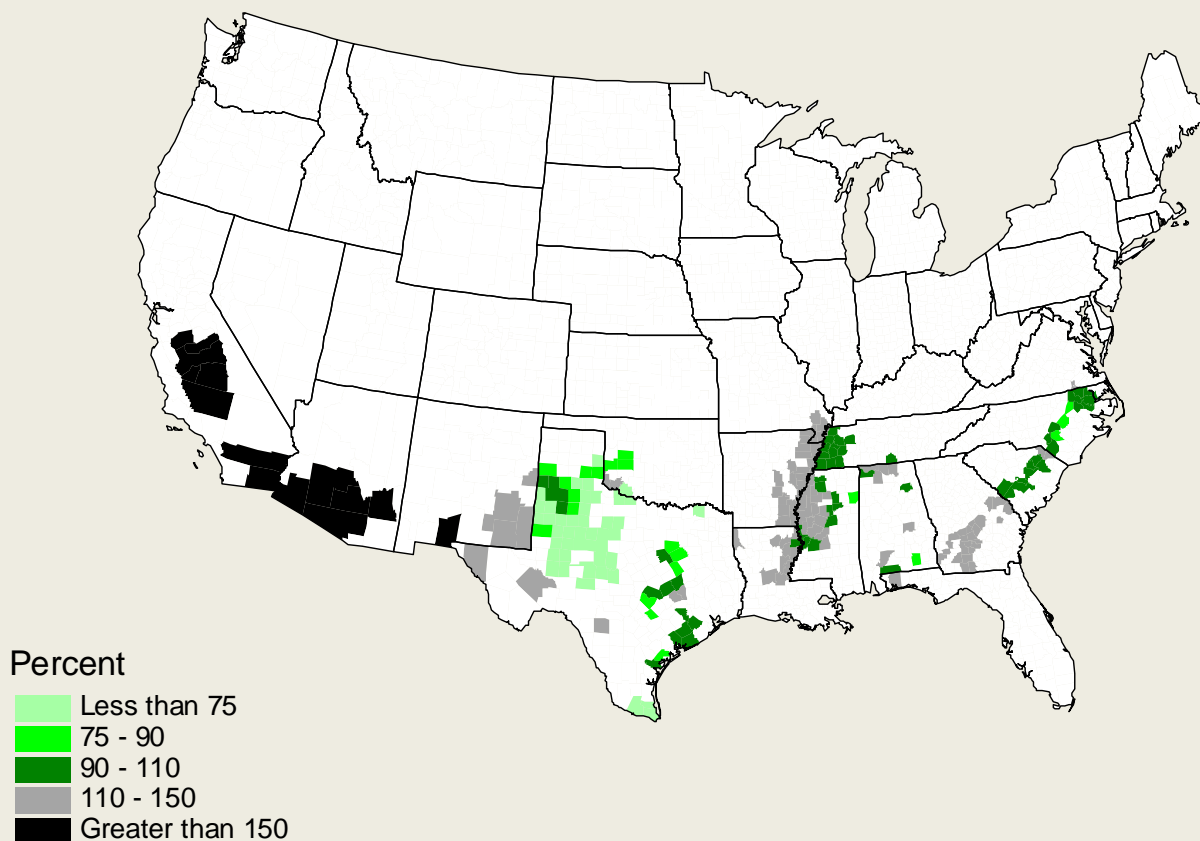 Percent
Less than 75
75 - 90
90 - 110
110 - 150
Greater than 150